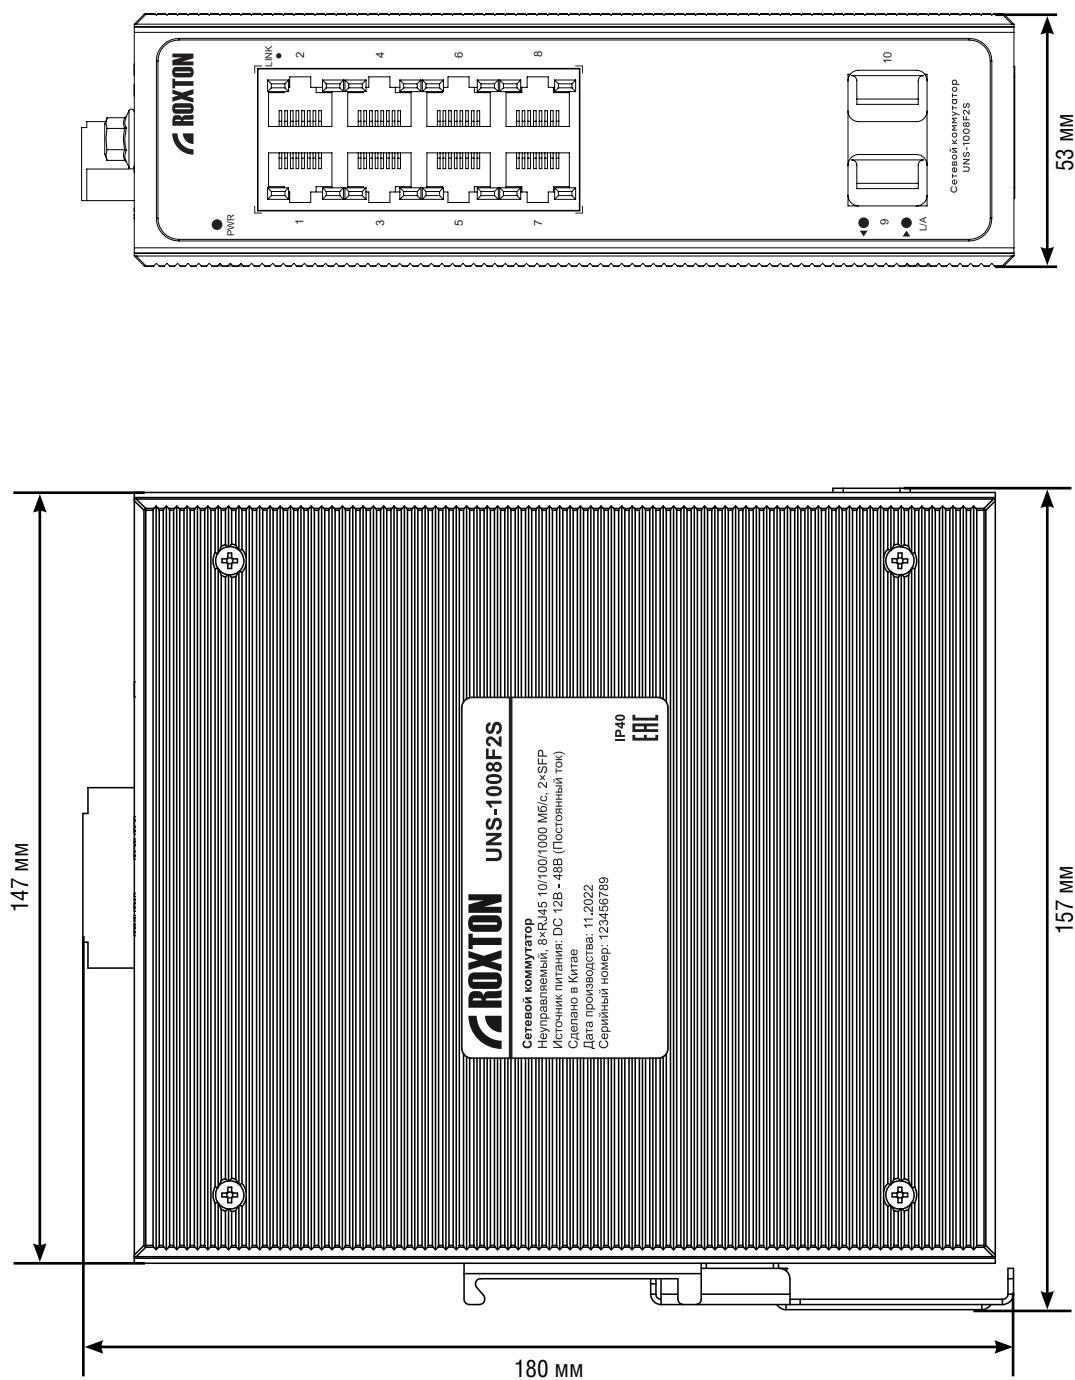 ROXTON
PWR
LINK
2
4
6
8
1
3
5
7
10
9
L/A
Сетевой коммутатор
UNS-1008F2S
53 мм
147 мм
157 мм
180 мм
ROXTON UNS-1008F2S
Сетевой коммутатор
Неуправляемый, 8×RJ45 10/100/1000 Мб/с, 2×SFP
Источник питания: DC 12В - 48В (Постоянный ток)
Сделано в Китае
Дата производства: 11.2022
Серийный номер: 123456789
IP40
EAC